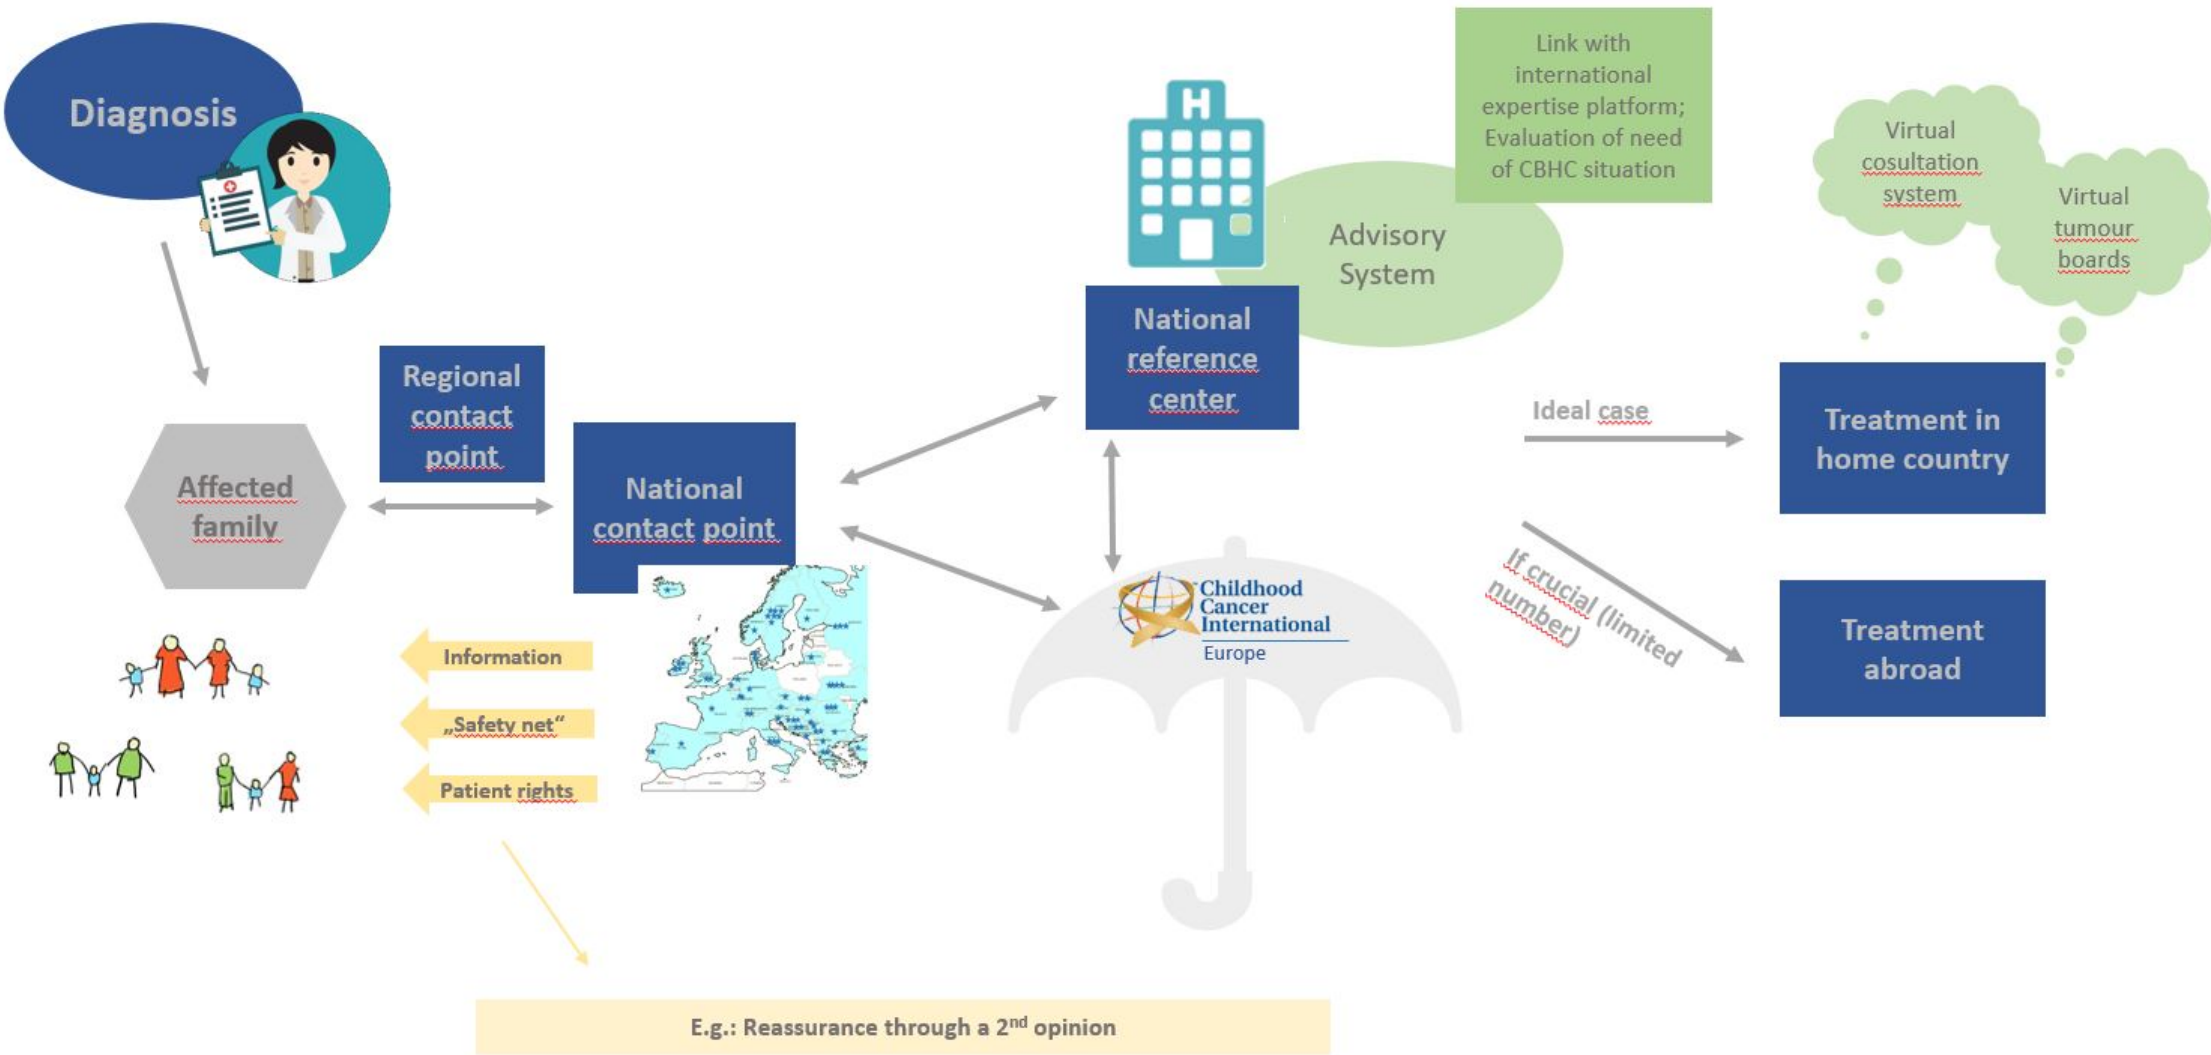 Diagnosis
Affected
family
Regional
contact
point
National
contact point
Information
„Safety net“
Patient rights
E.g.: Reassurance through a 2nd opinion
H
National
reference
center
Advisory
System
Link with
international
expertise platform;
Evaluation of need
of CBHC situation
Childhood
Cancer
International
Europe
Ideal case
If crucial (limited
number)
Virtual
cosultation
system
Virtual
tumour
boards
Treatment in
home country
Treatment
abroad